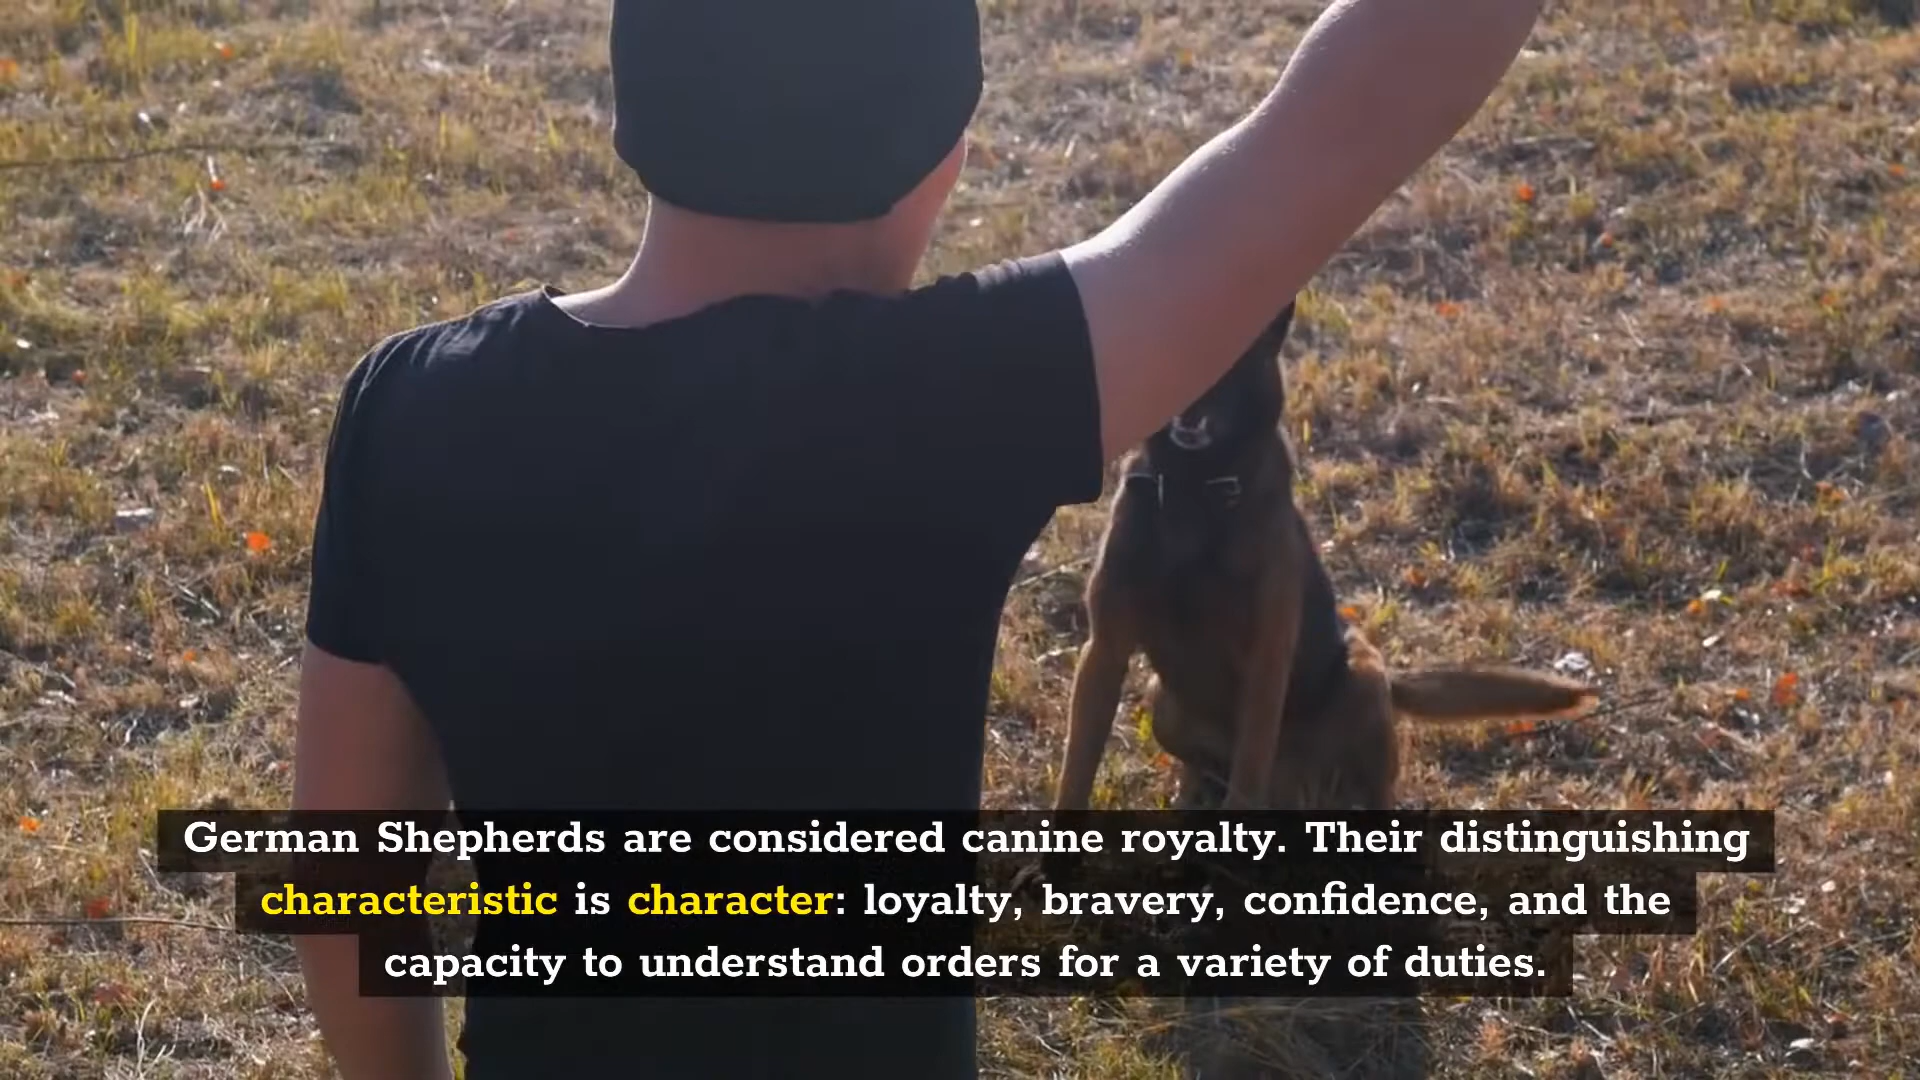 German Shepherds are considered canine royalty. Their distinguishing
characteristic is character: loyalty, bravery, confidence, and the
capacity to understand orders for a variety of duties.